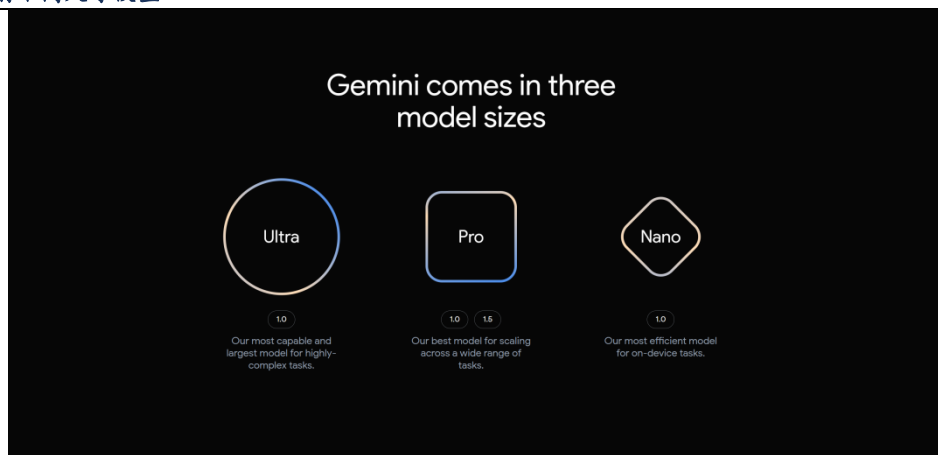 Gemini comes in three
model sizes
Ultra
Pro
Nano
1.0
1.0 1.5
1.0
Our most capable and
largest model for highly-
complex tasks.
Our best model for scaling
across a wide range of
tasks.
Our most efficient model
for on-device tasks.